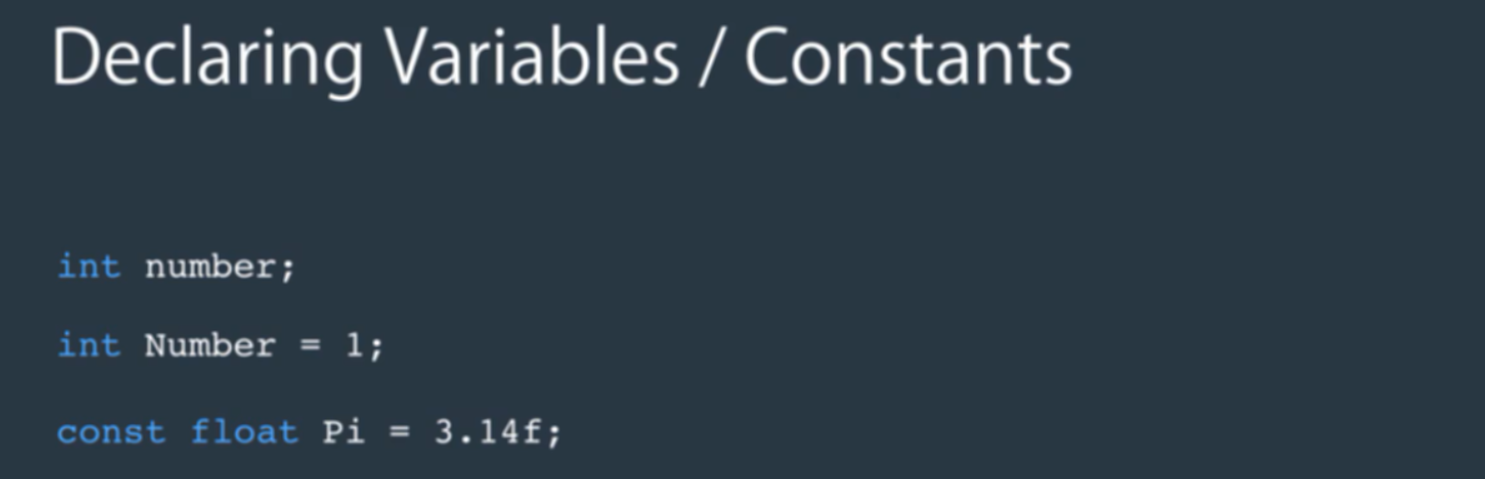 Declaring Variables / Constants
int number;
int Number = 1;
const float Pi = 3.14f;